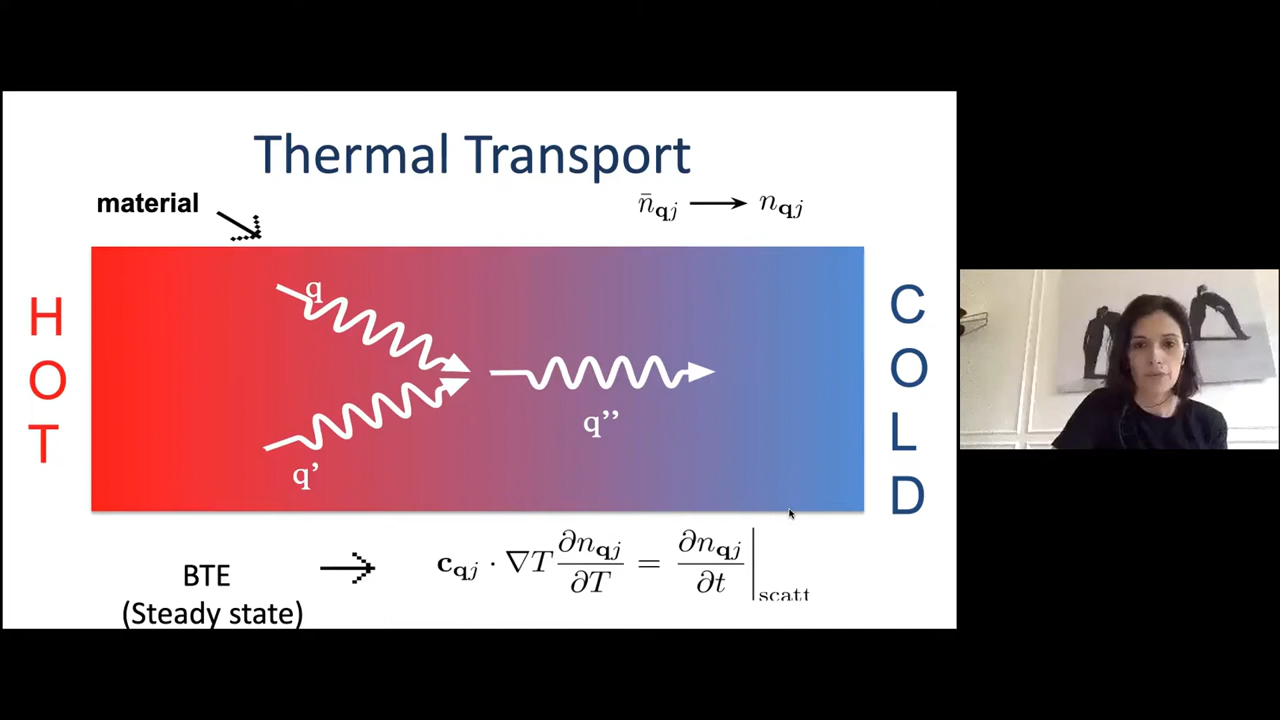 Thermal Transport
material
n̄_qj ⟶ n_qj
HOT
q
q'
q''
COLD
BTE
(Steady state)
→ c_qj · ∇T ∂n_qj/∂T = ∂n_qj/∂t |_scatt